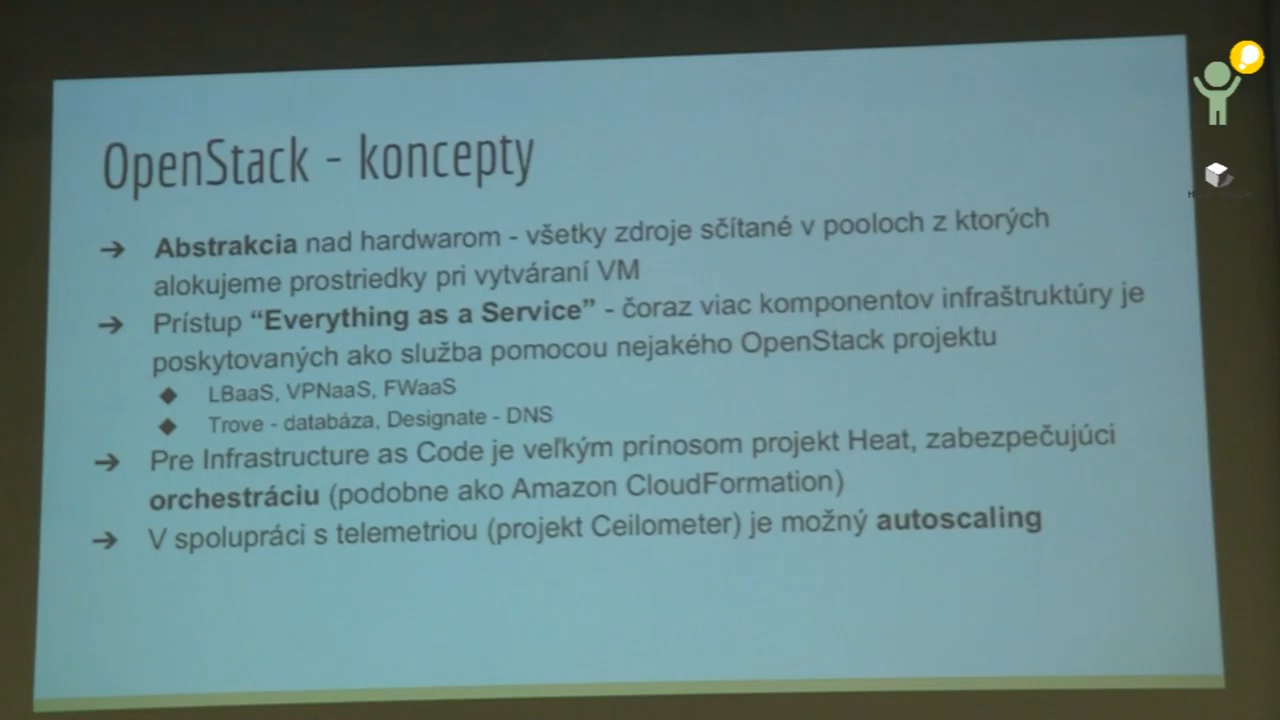 OpenStack - koncepty
➔ Abstrakcia nad hardwarom - všetky zdroje sčítané v pooloch z ktorých
alokujeme prostriedky pri vytváraní VM
➔ Prístup “Everything as a Service” - čoraz viac komponentov infraštruktúry je
poskytovaných ako služba pomocou nejakého OpenStack projektu
◆ LBaaS, VPNaaS, FWaaS
◆ Trove - databáza, Designate - DNS
➔ Pre Infrastructure as Code je veľkým prínosom projekt Heat, zabezpečujúci
orchestráciu (podobne ako Amazon CloudFormation)
➔ V spolupráci s telemetriou (projekt Ceilometer) je možný autoscaling